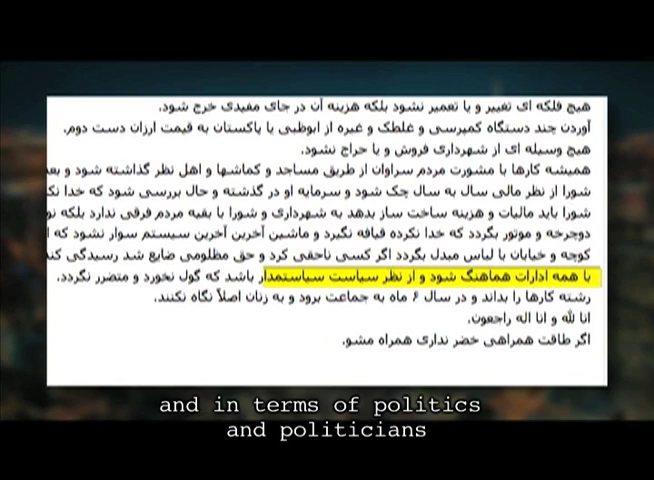 هیچ فلکه ای تغییر و یا تعمیر نشود بلکه هزینه آن در جای مفیدی خرج شود.
آوردن چند دستگاه کمپرسی و غلطک و غیره از ابوظبی یا پاکستان به قیمت ارزان دست دوم.
هیچ وسیله ای از شهرداری فروش و یا حراج نشود.
همیشه کارها با مشورت مردم سراوان از طریق مساجد و کماشها و اهل نظر گذاشته شود و بعد
شورا از نظر مالی سال به سال چک شود و سرمایه او در گذشته و حال بررسی شود که خدا نک
شورا باید مالیات و هزینه ساخت ساز بدهد به شهرداری و شورا با بقیه مردم فرقی ندارد بلکه نو
دوچرخه و موتور بگردد که خدا نکرده قیافه نگیرد و ماشین آخرین آخرین سیستم سوار نشود که ا
کوچه و خیابان با لباس مبدل بگردد اگر کسی ناحقی کرد و حق مظلومی ضایع شد رسیدگی کند
با همه ادارات هماهنگ شود و از نظر سیاست سیاستمدار باشد که گول نخورد و متضرر نگردد.
رشته کارها را بداند و در سال ۶ ماه به جماعت برود و به زنان اصلاً نگاه نکنند.
انا لله و انا اله راجعون.
اگر طاقت همراهی خضر نداری همراه مشو.
and in terms of politics
and politicians